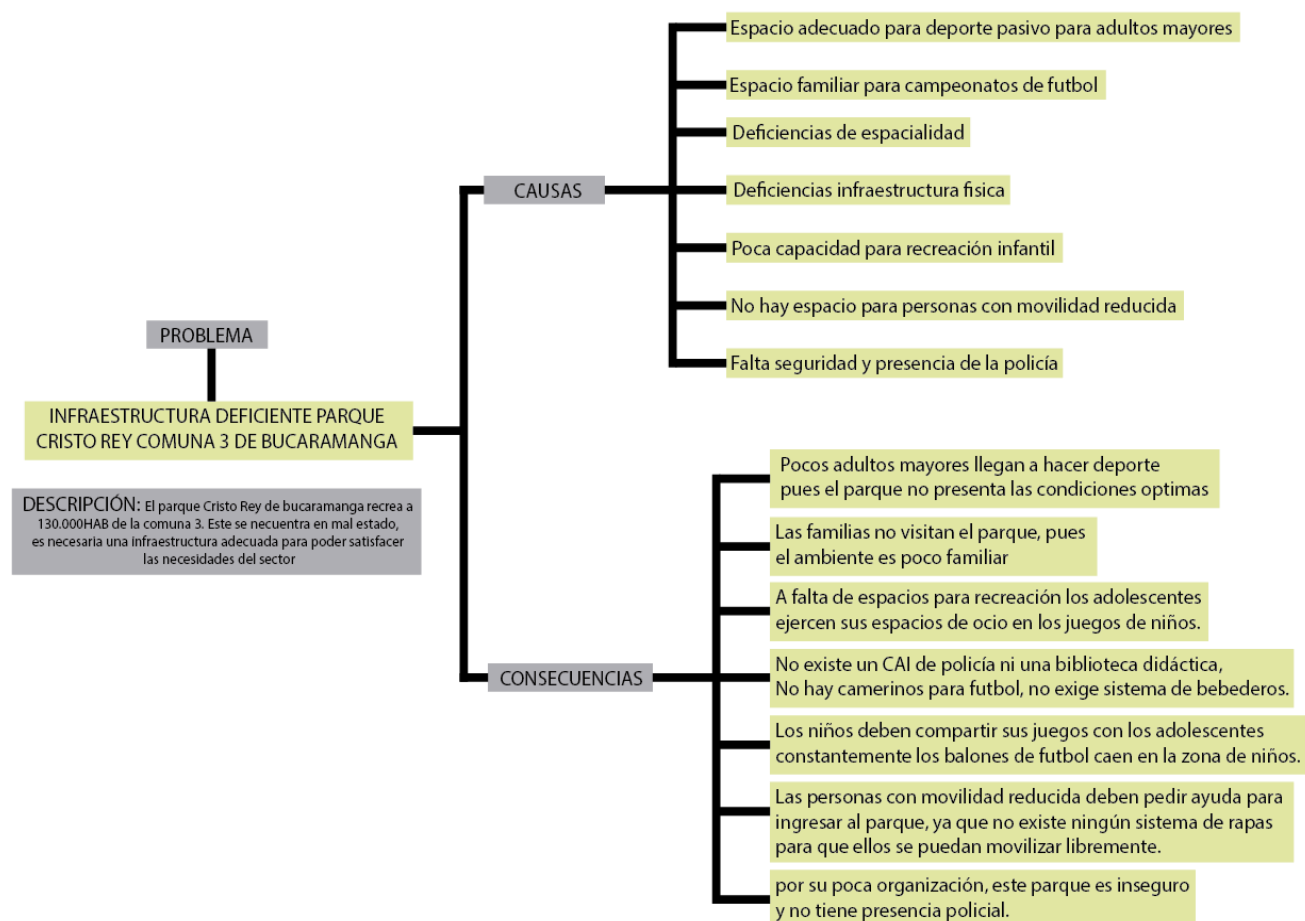 PROBLEMA
INFRAESTRUCTURA DEFICIENTE PARQUE
CRISTO REY COMUNA 3 DE BUCARAMANGA
DESCRIPCIÓN: El parque Cristo Rey de bucaramanga recrea a
130.000HAB de la comuna 3. Este se necuentra en mal estado,
es necesaria una infraestructura adecuada para poder satisfacer
las necesidades del sector
CAUSAS
Espacio adecuado para deporte pasivo para adultos mayores
Espacio familiar para campeonatos de futbol
Deficiencias de espacialidad
Deficiencias infraestructura fisica
Poca capacidad para recreación infantil
No hay espacio para personas con movilidad reducida
Falta seguridad y presencia de la policía
CONSECUENCIAS
Pocos adultos mayores llegan a hacer deporte
pues el parque no presenta las condiciones optimas
Las familias no visitan el parque, pues
el ambiente es poco familiar
A falta de espacios para recreación los adolescentes
ejercen sus espacios de ocio en los juegos de niños.
No existe un CAI de policía ni una biblioteca didáctica,
No hay camerinos para futbol, no exige sistema de bebederos.
Los niños deben compartir sus juegos con los adolescentes
constantemente los balones de futbol caen en la zona de niños.
Las personas con movilidad reducida deben pedir ayuda para
ingresar al parque, ya que no existe ningún sistema de rapas
para que ellos se puedan movilizar libremente.
por su poca organización, este parque es inseguro
y no tiene presencia policial.